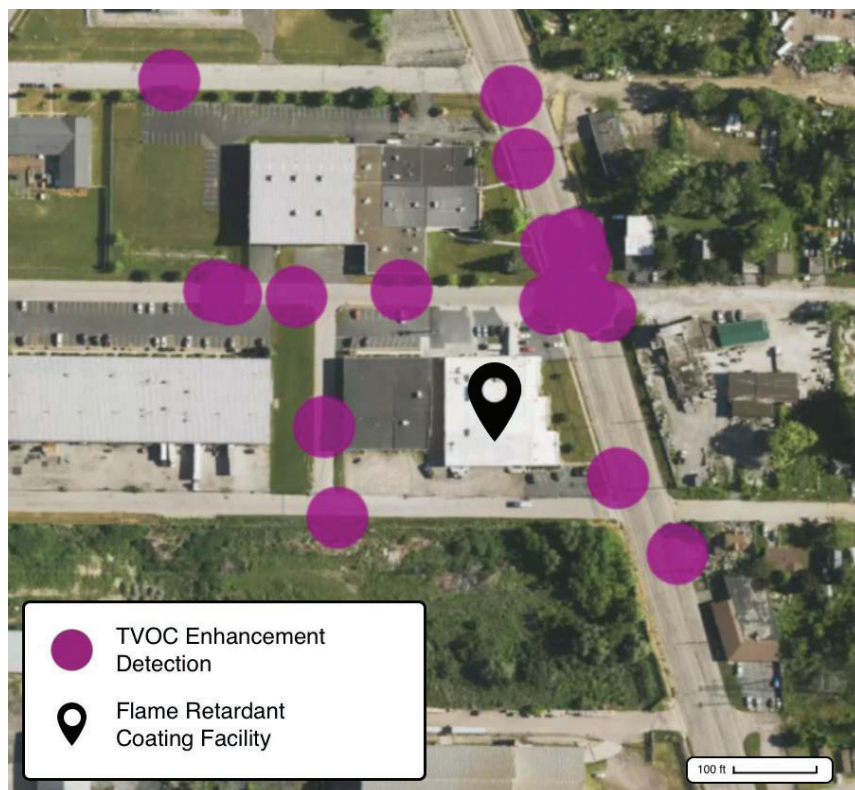 TVOC Enhancement
Detection
Flame Retardant
Coating Facility
100 ft